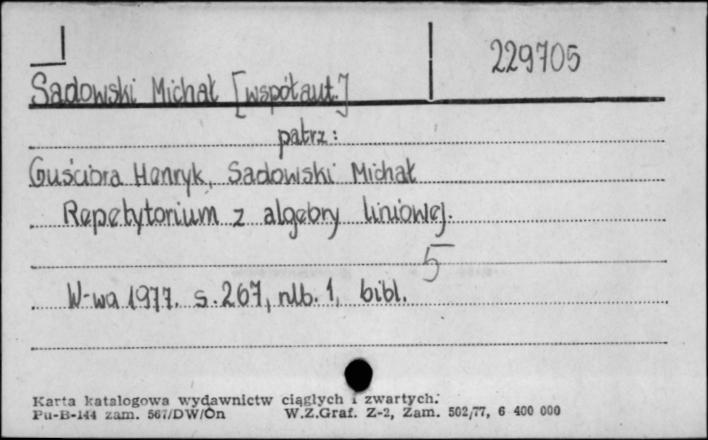 229705
Sadowski Michał [współaut.]
patrz:
Guściora Henryk, Sadowski Michał
Repetytorium z algebry liniowej.
5
W-wa 1977. s. 267, nlb. 1, bibl.
Karta katalogowa wydawnictw ciągłych i zwartych.
Pu-B-144 zam. 567/DW/On W.Z.Graf. Z-2, Zam. 502/77, 6 400 000